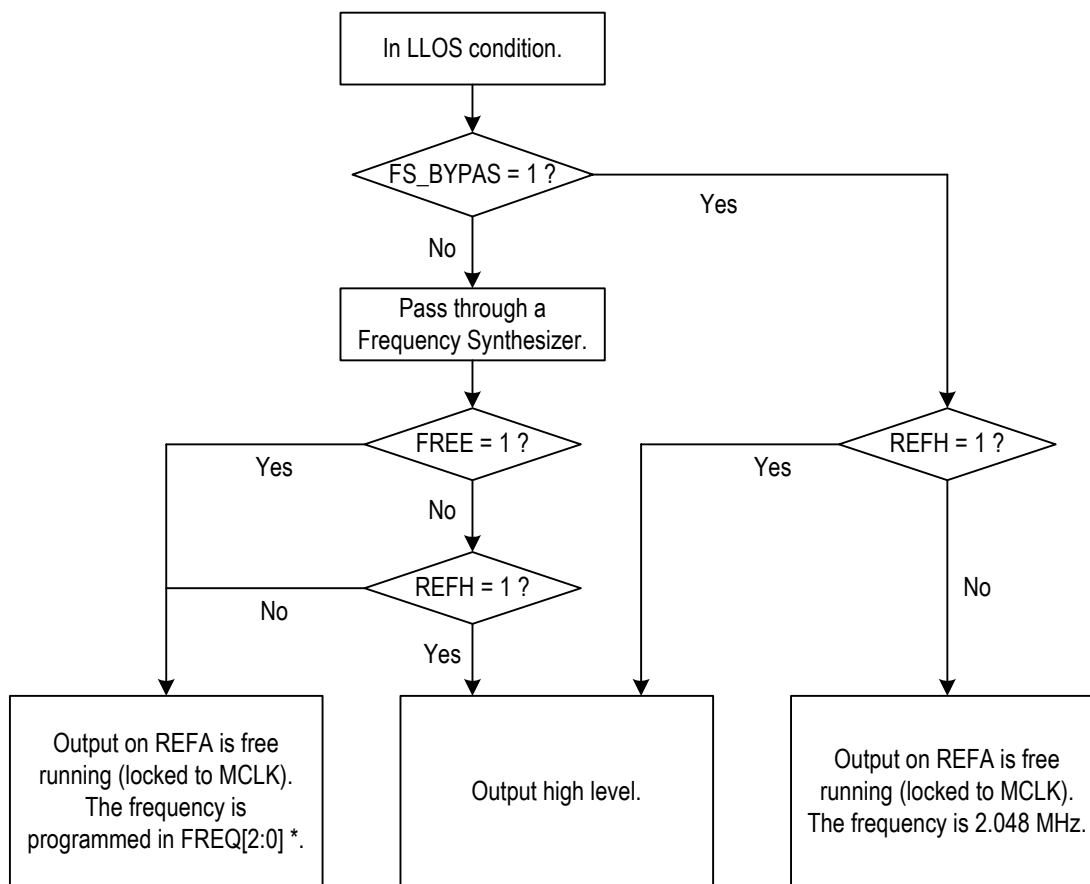 In LLOS condition.
FS_BYPAS = 1 ?
Yes
No
Pass through a
Frequency Synthesizer.
FREE = 1 ?
REFH = 1 ?
Yes
Yes
No
REFH = 1 ?
No
No
Yes
Output on REFA is free
running (locked to MCLK).
The frequency is
programmed in FREQ[2:0] *.
Output high level.
Output on REFA is free
running (locked to MCLK).
The frequency is 2.048 MHz.